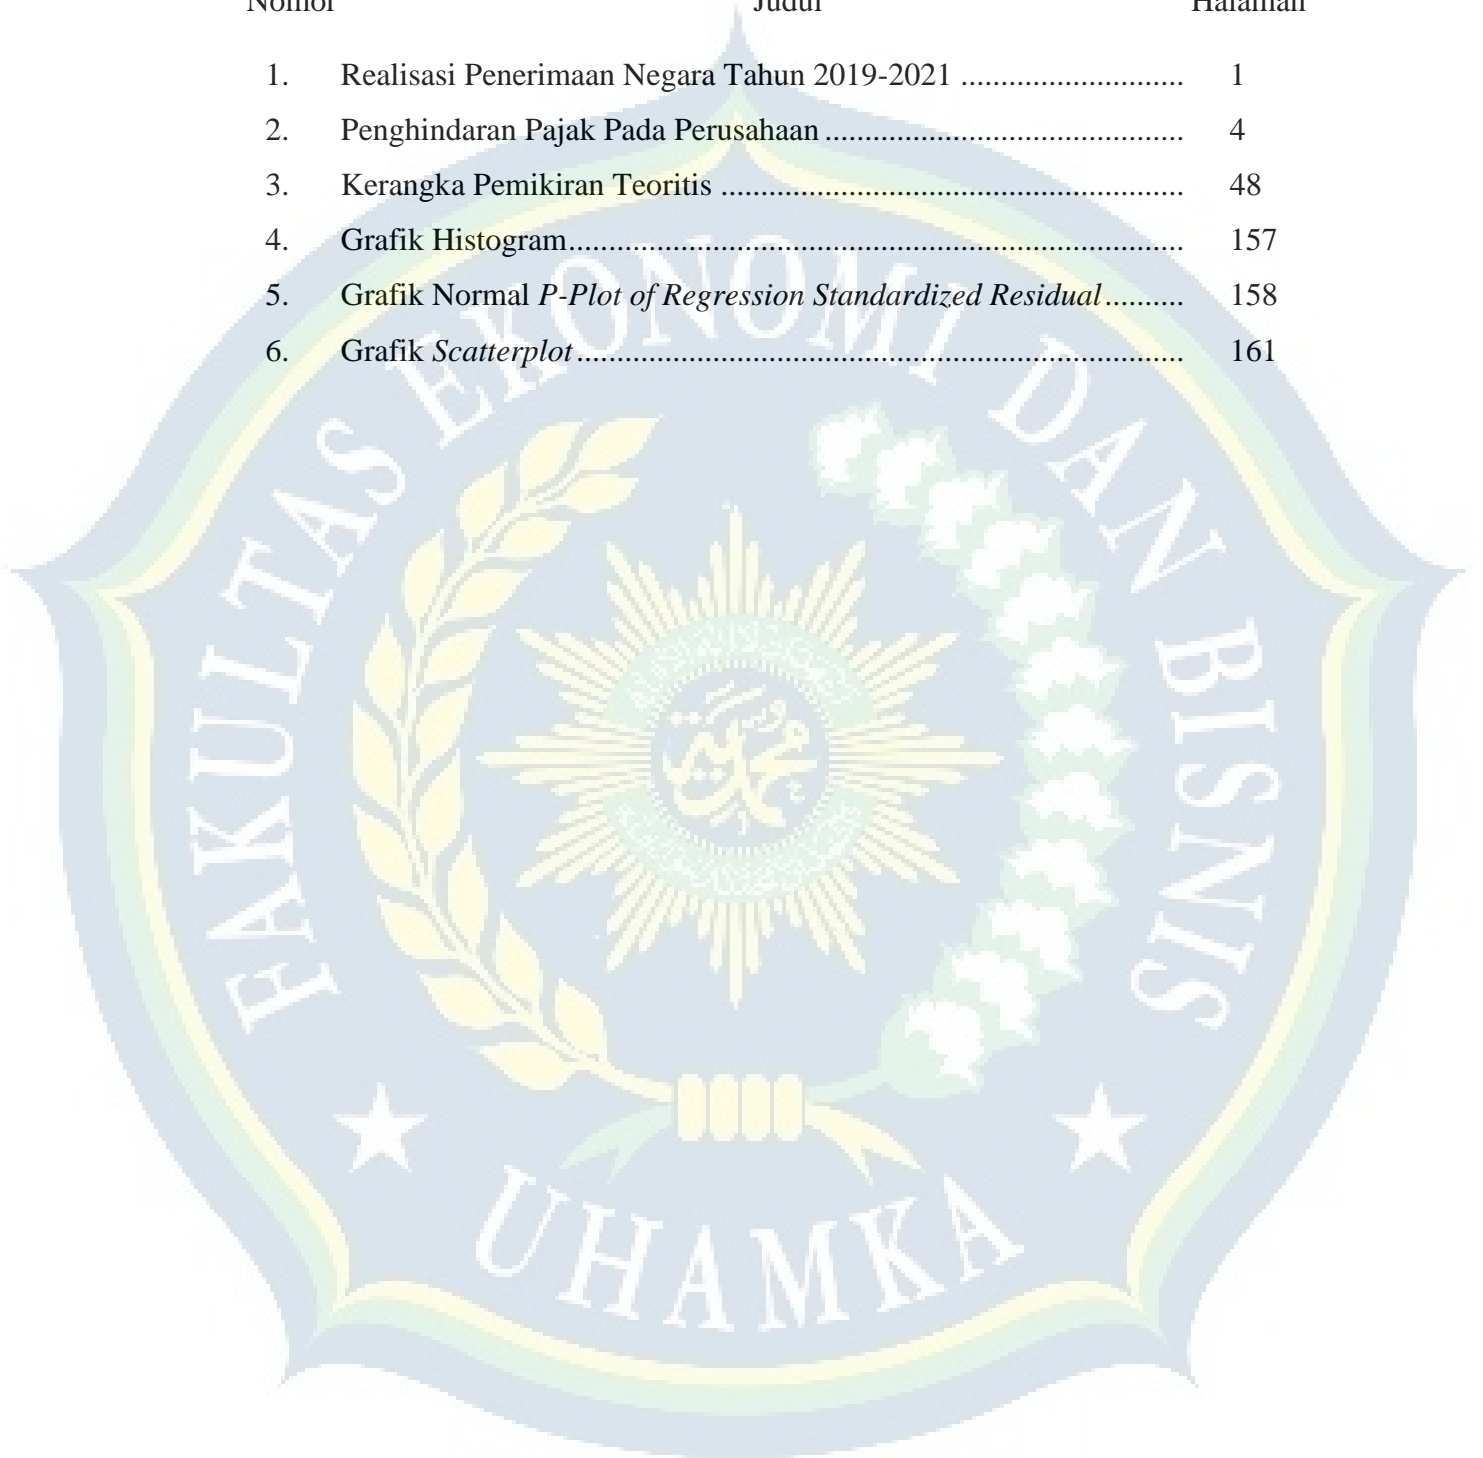 Nomor Judul Halaman
1. Realisasi Penerimaan Negara Tahun 2019-2021 ............................ 1
2. Penghindaran Pajak Pada Perusahaan ............................................. 4
3. Kerangka Pemikiran Teoritis .......................................................... 48
4. Grafik Histogram............................................................................. 157
5. Grafik Normal P-Plot of Regression Standardized Residual.......... 158
6. Grafik Scatterplot........................................................................... 161
FAKULTAS EKONOMI DAN BISNIS
UHAMKA